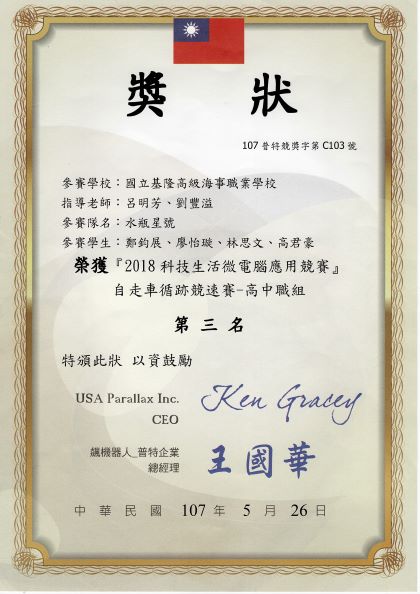 獎狀
107 普特競獎字第 C103 號
參賽學校：國立基隆高級海事職業學校
指導老師：呂明芳、劉豐溢
參賽隊名：水瓶星號
參賽學生：鄭鈞展、廖怡璇、林思文、高君豪
榮獲『2018 科技生活微電腦應用競賽』
自走車循跡競速賽-高中職組
第三名
特頒此狀 以資鼓勵
USA Parallax Inc.
CEO
Ken Gracey
飆機器人_普特企業
總經理
王國華
中華民國 107 年 5 月 26 日